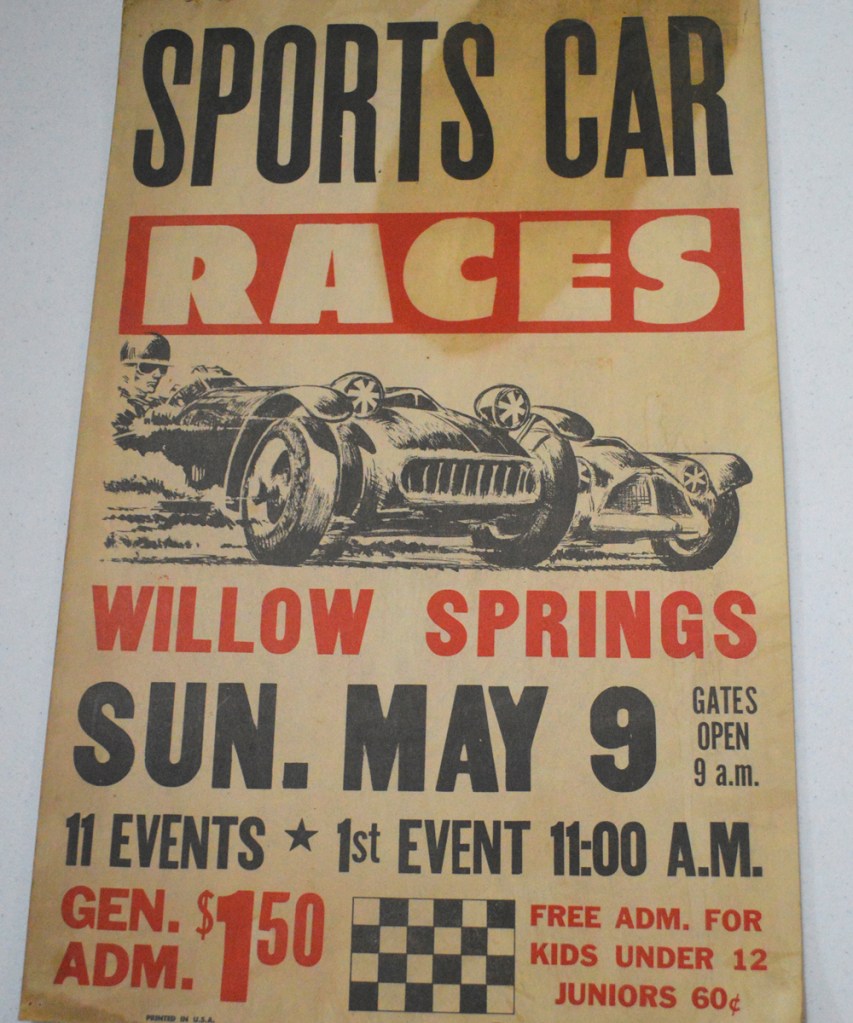 SPORTS CAR
RACES
WILLOW SPRINGS
SUN. MAY 9
GATES
OPEN
9 a.m.
11 EVENTS ★ 1st EVENT 11:00 A.M.
GEN.
ADM.
$1.50
FREE ADM. FOR
KIDS UNDER 12
JUNIORS 60¢
PRINTED IN U.S.A.